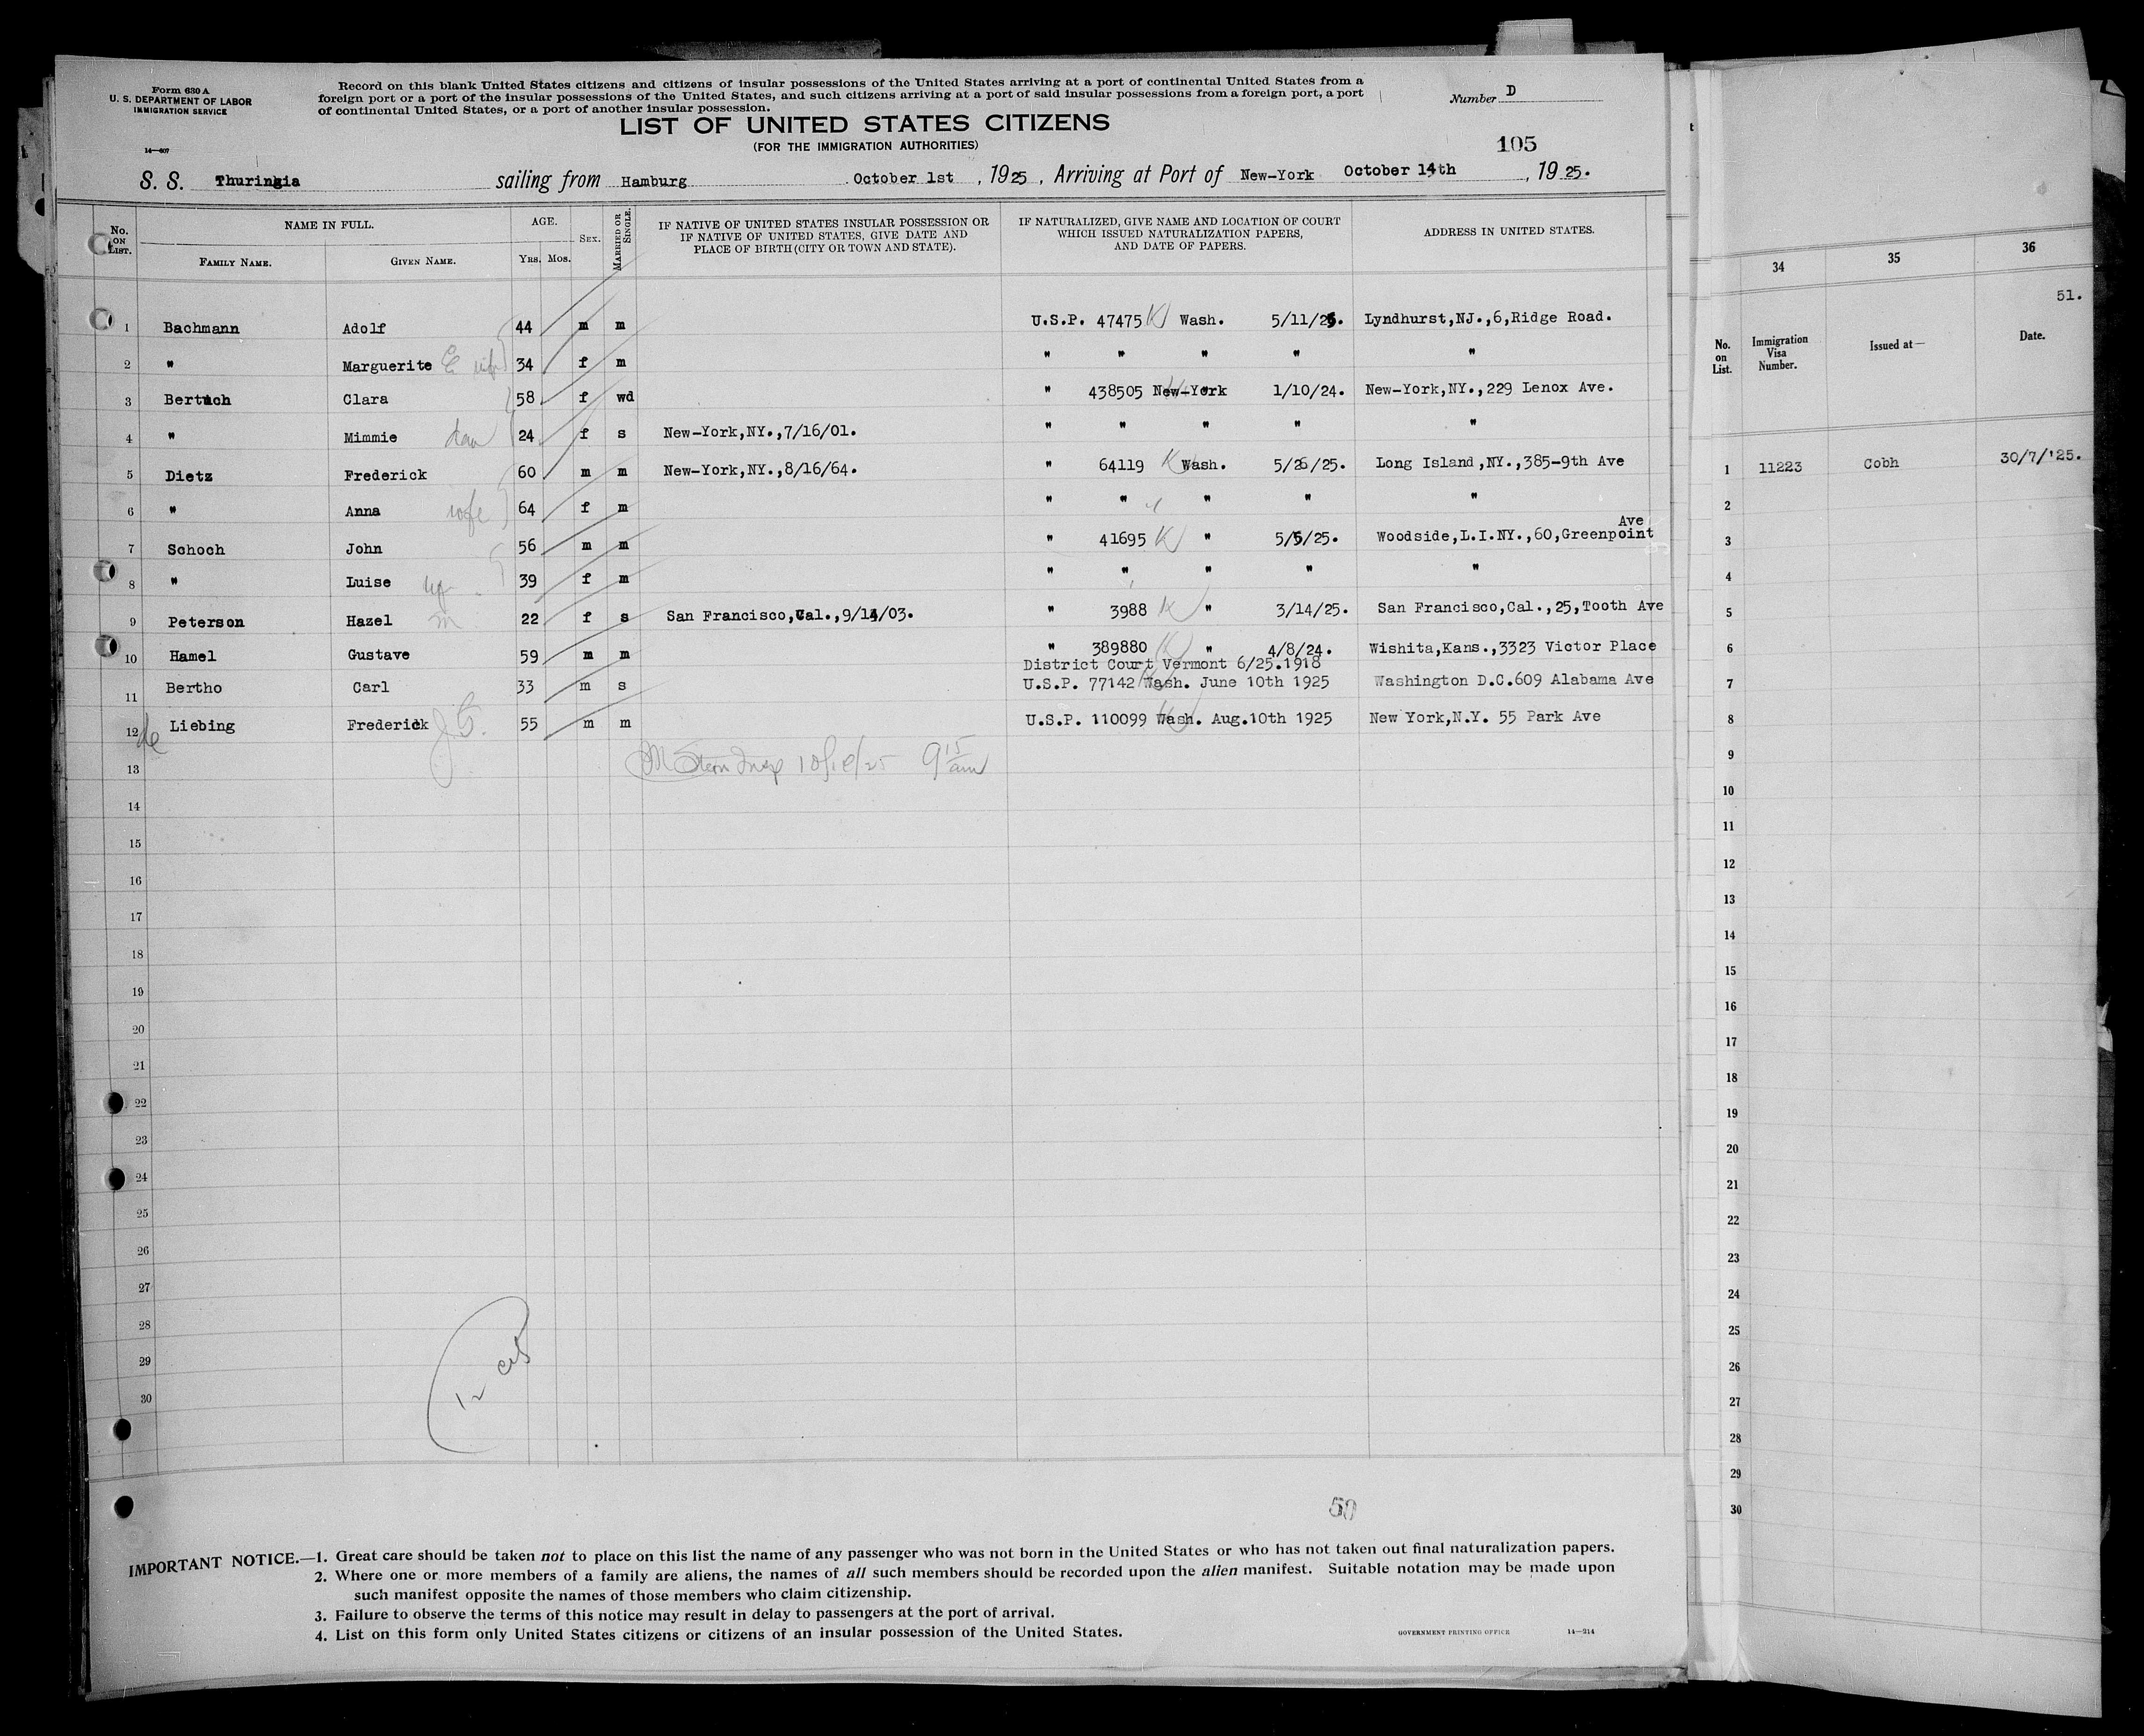 Form 630 A
U. S. DEPARTMENT OF LABOR
IMMIGRATION SERVICE
14—607
Record on this blank United States citizens and citizens of insular possessions of the United States arriving at a port of continental United States from a
foreign port or a port of the insular possessions of the United States, and such citizens arriving at a port of said insular possessions from a foreign port, a port
of continental United States, or a port of another insular possession.
Number D
LIST OF UNITED STATES CITIZENS
(FOR THE IMMIGRATION AUTHORITIES)
105
S. S. Thuringia sailing from Hamburg October 1st , 1925 , Arriving at Port of New-York October 14th , 19 25.
No. ON LIST. NAME IN FULL. AGE. SEX. MARRIED OR SINGLE. IF NATIVE OF UNITED STATES INSULAR POSSESSION OR IF NATIVE OF UNITED STATES, GIVE DATE AND PLACE OF BIRTH (CITY OR TOWN AND STATE). IF NATURALIZED, GIVE NAME AND LOCATION OF COURT WHICH ISSUED NATURALIZATION PAPERS, AND DATE OF PAPERS. ADDRESS IN UNITED STATES.
FAMILY NAME. GIVEN NAME. YRS. MOS.
1 Bachmann Adolf 44 m m U.S.P. 47475 K Wash. 5/11/25. Lyndhurst,NJ.,6,Ridge Road.
2 " Marguerite E wife 34 f m " " " " "
3 Bertuch Clara 58 f wd " 438505 New-York 1/10/24. New-York,NY.,229 Lenox Ave.
4 " Mimmie dau 24 f s New-York,NY.,7/16/01. " " " " "
5 Dietz Frederick 60 m m New-York,NY.,8/16/64. " 64119 K Wash. 5/26/25. Long Island,NY.,385-9th Ave
6 " Anna wife 64 f m " " " " "
Ave
7 Schoch John 56 m m " 41695 K " 5/5/25. Woodside,L.I.NY.,60,Greenpoint
8 " Luise wf 39 f m " " " " "
9 Peterson Hazel m 22 f s San Francisco,Cal.,9/14/03. " 3988 K " 3/14/25. San Francisco,Cal.,25,Tooth Ave
10 Hamel Gustave 59 m m " 389880 K " 4/8/24. Wishita,Kans.,3323 Victor Place
District Court Vermont 6/25.1918
11 Bertho Carl 33 m s U.S.P. 77142 Wash. June 10th 1925 Washington D.C.609 Alabama Ave
12 de Liebing Frederick J.G. 55 m m U.S.P. 110099 Wash. Aug.10th 1925 New York,N.Y. 55 Park Ave
13 Stern Insp 9 15 am
14
15
16
17
18
19
20
21
22
23
24
25
26
27
28
29
30
12 cit
50
IMPORTANT NOTICE.—1. Great care should be taken not to place on this list the name of any passenger who was not born in the United States or who has not taken out final naturalization papers.
2. Where one or more members of a family are aliens, the names of all such members should be recorded upon the alien manifest. Suitable notation may be made upon
such manifest opposite the names of those members who claim citizenship.
3. Failure to observe the terms of this notice may result in delay to passengers at the port of arrival.
4. List on this form only United States citizens or citizens of an insular possession of the United States.
GOVERNMENT PRINTING OFFICE 14—214
34 35 36
51.
No. on List. Immigration Visa Number. Issued at— Date.
1 11223 Cobh 30/7/'25.
2
3
4
5
6
7
8
9
10
11
12
13
14
15
16
17
18
19
20
21
22
23
24
25
26
27
28
29
30